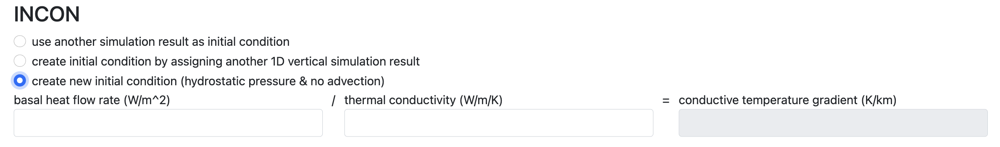 INCON
use another simulation result as initial condition
create initial condition by assigning another 1D vertical simulation result
create new initial condition (hydrostatic pressure & no advection)
basal heat flow rate (W/m^2) / thermal conductivity (W/m/K) = conductive temperature gradient (K/km)